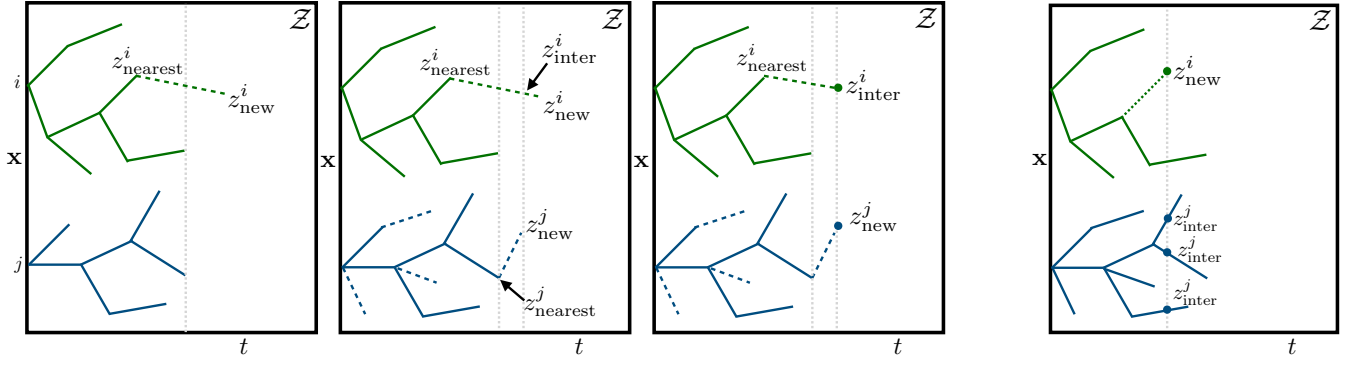 𝒵
z^i_nearest
i
z^i_new
x
j
t
𝒵
z^i_inter
z^i_nearest
z^i_new
x
z^j_new
z^j_nearest
t
𝒵
z^i_nearest
z^i_inter
x
z^j_new
t
𝒵
z^i_new
x
z^j_inter
z^j_inter
z^j_inter
t